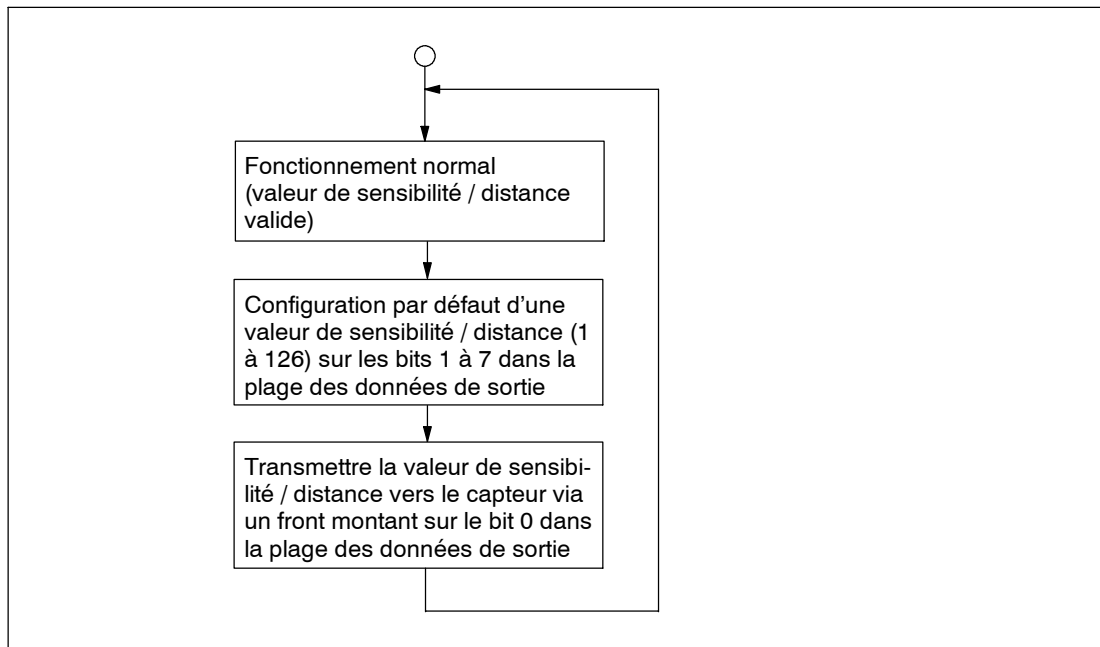 Fonctionnement normal
(valeur de sensibilité / distance
valide)
Configuration par défaut d'une
valeur de sensibilité / distance (1
à 126) sur les bits 1 à 7 dans la
plage des données de sortie
Transmettre la valeur de sensibi-
lité / distance vers le capteur via
un front montant sur le bit 0 dans
la plage des données de sortie